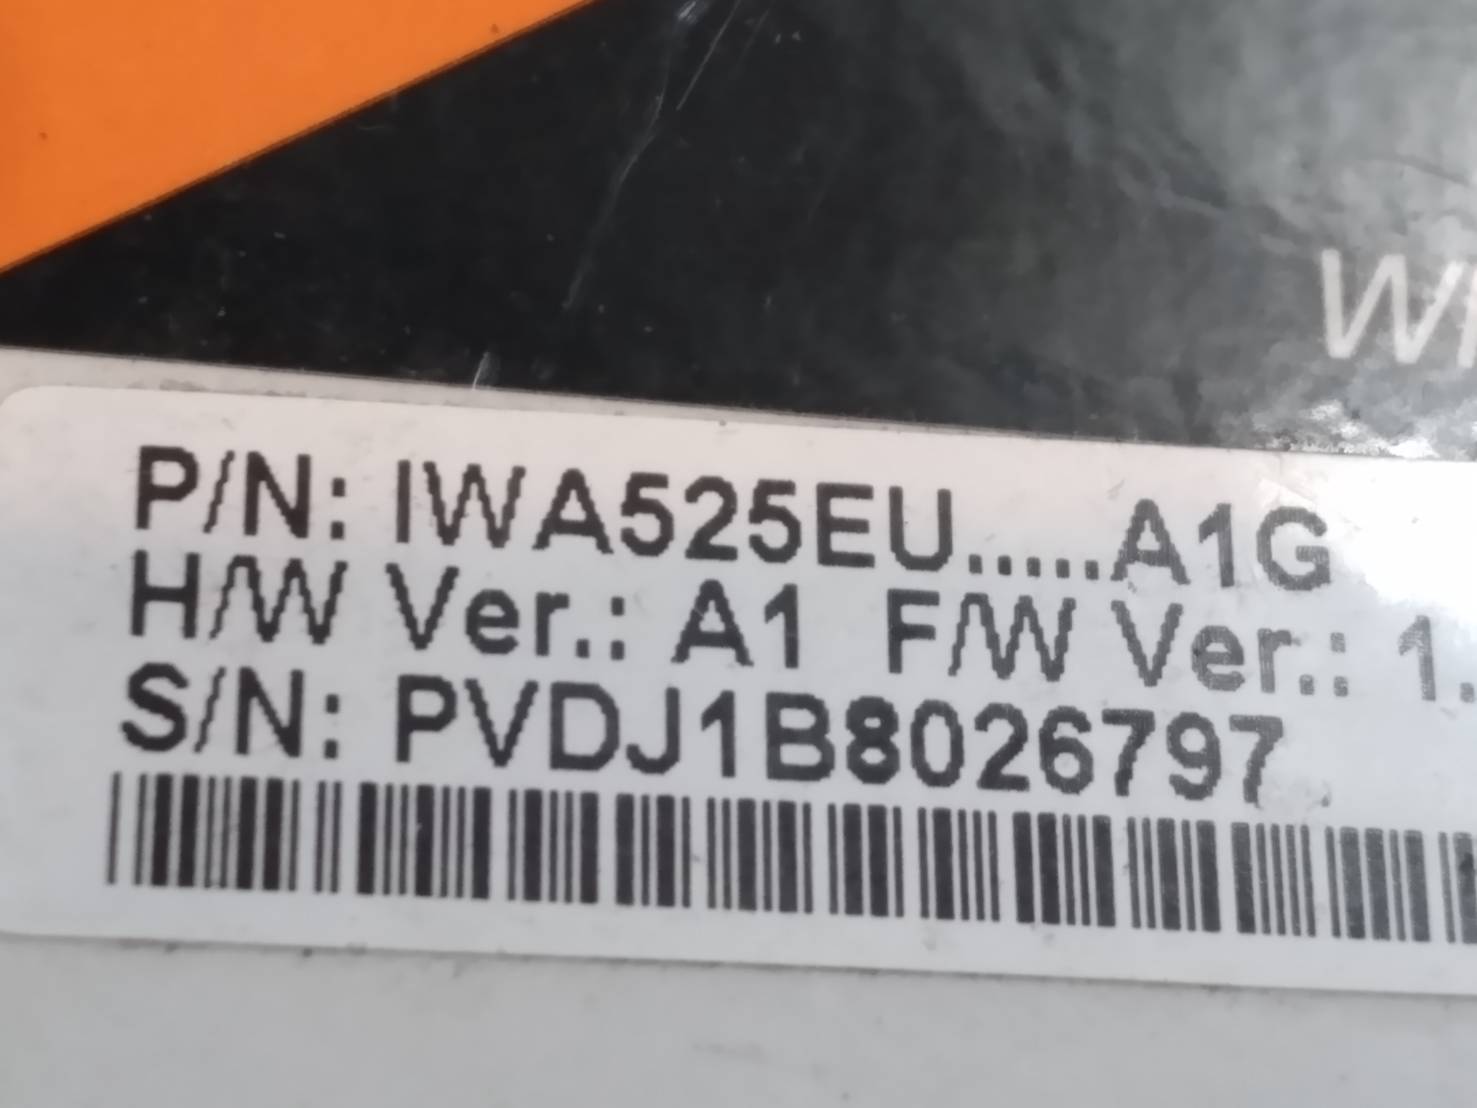 P/N: IWA525EU.....A1G
H/W Ver.: A1 F/W Ver.: 1.
S/N: PVDJ1B8026797